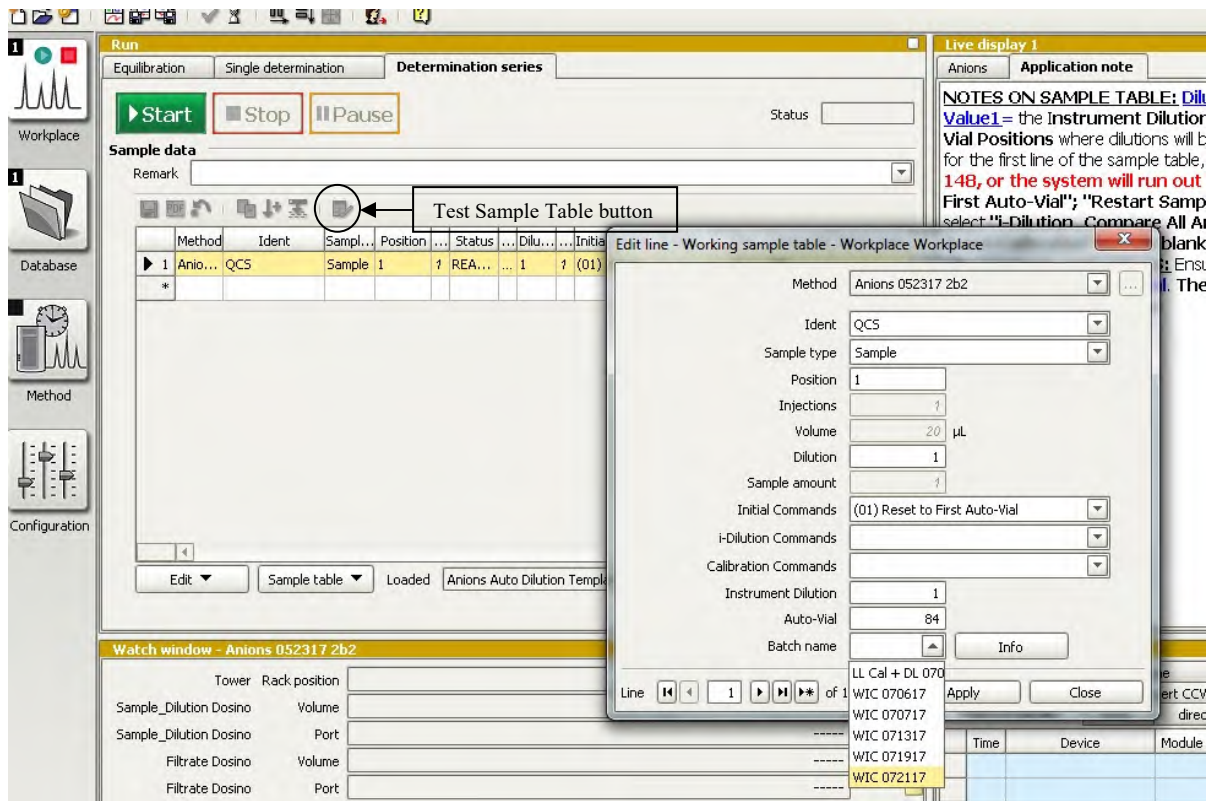 Run
Equilibration Single determination Determination series
Start Stop Pause
Status
Sample data
Remark
Test Sample Table button
Method Ident Sampl... Position ... Status ... Dilu... ... Initia
1 Anio... QCS Sample 1 1 REA... ... 1 1 (01)
*
Edit Sample table Loaded Anions Auto Dilution Templa
Workplace
Database
Method
Configuration
1
1
Live display 1
Anions Application note
NOTES ON SAMPLE TABLE: Dilu
Value1= the Instrument Dilution
Vial Positions where dilutions will b
for the first line of the sample table,
148, or the system will run out
First Auto-Vial"; "Restart Samp
select "i-Dilution Compare All A
blank
: Ensu
l. The
Edit line - Working sample table - Workplace Workplace
Method Anions 052317 2b2 ...
Ident QCS
Sample type Sample
Position 1
Injections 1
Volume 20 µL
Dilution 1
Sample amount 1
Initial Commands (01) Reset to First Auto-Vial
i-Dilution Commands
Calibration Commands
Instrument Dilution 1
Auto-Vial 84
Batch name Info
LL Cal + DL 070
WIC 070617
WIC 070717
WIC 071317
WIC 071917
WIC 072117
Line 1 of 1 Apply Close
Watch window - Anions 052317 2b2
Tower Rack position
Sample_Dilution Dosino Volume
Sample_Dilution Dosino Port -----
Filtrate Dosino Volume -----
Filtrate Dosino Port -----
e
ert CCW
direc
Time Device Module